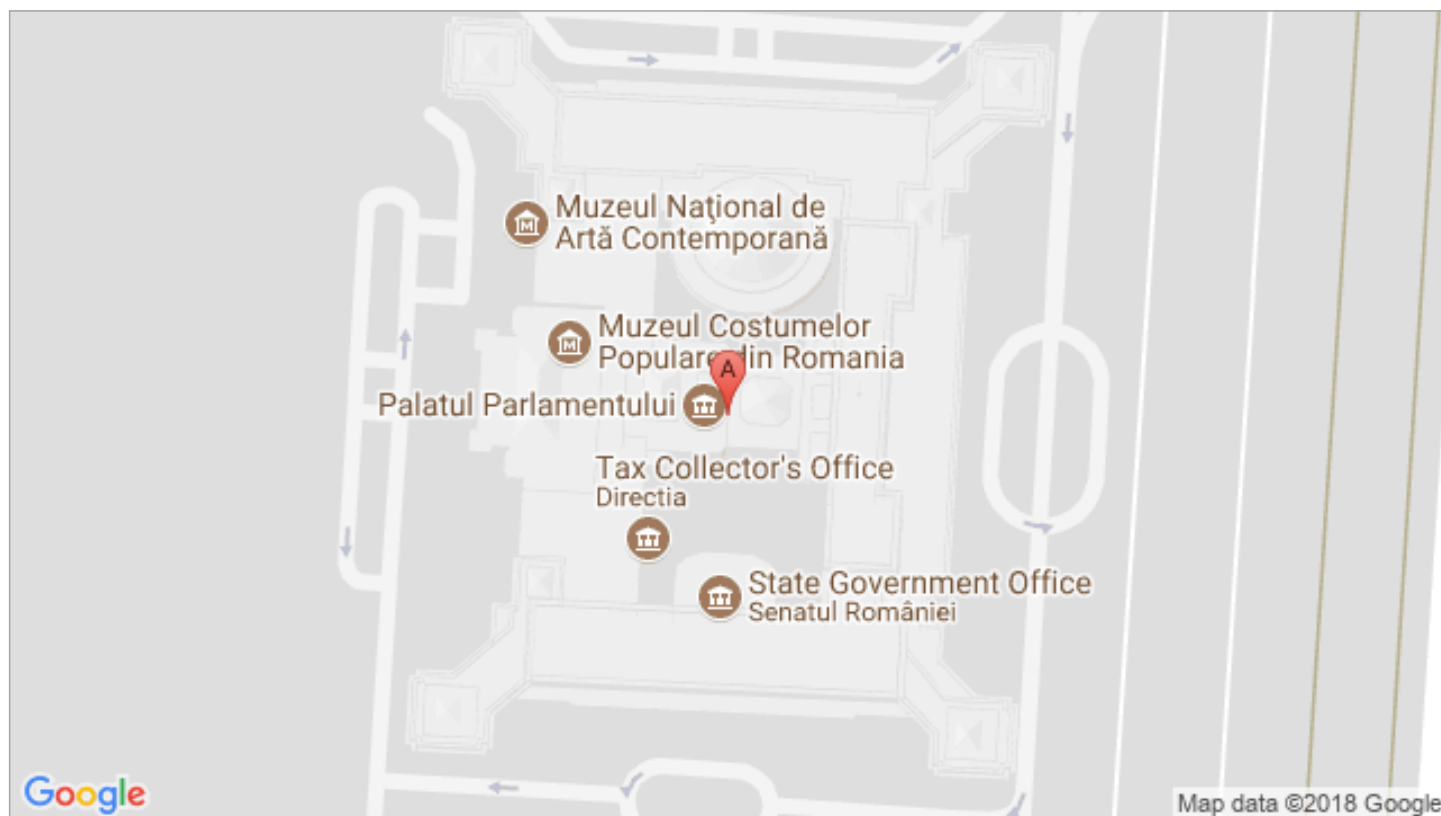 Muzeul Naţional de
Artă Contemporană
Muzeul Costumelor
Populare din Romania
A
Palatul Parlamentului
Tax Collector's Office
Directia
State Government Office
Senatul României
Google
Map data ©2018 Google